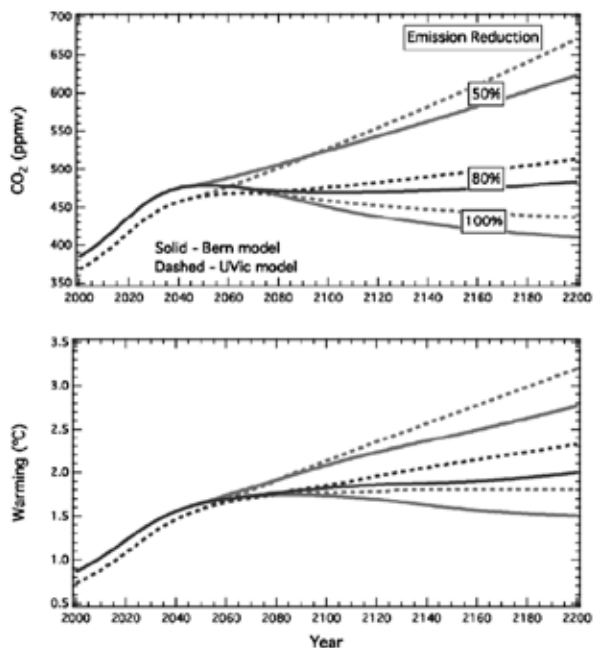 700
650
600
550
500
450
400
350
CO₂ (ppmv)
Emission Reduction
50%
80%
100%
Solid - Bern model
Dashed - UVic model
2000 2020 2040 2060 2080 2100 2120 2140 2160 2180 2200
3.5
3.0
2.5
2.0
1.5
1.0
0.5
Warming (°C)
2000 2020 2040 2060 2080 2100 2120 2140 2160 2180 2200
Year